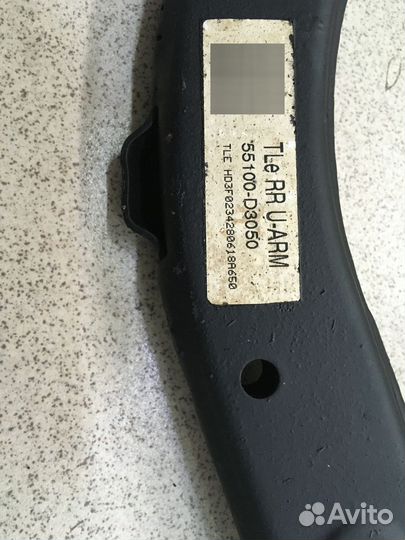 TLe RR U-ARM
55100-D3050
TLE HD3F0234280618A650
Avito